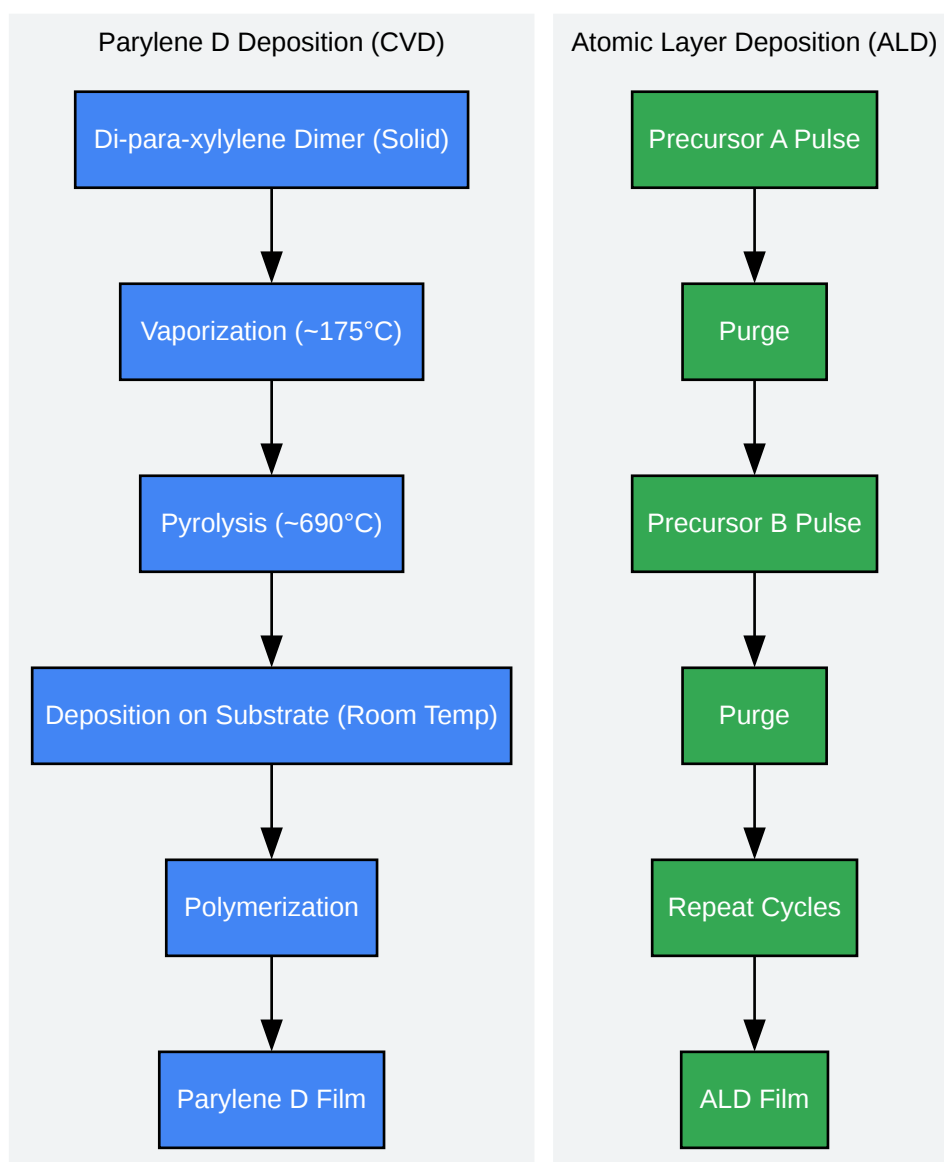 Parylene D Deposition (CVD)
Di-para-xylylene Dimer (Solid)
Vaporization (~175°C)
Pyrolysis (~690°C)
Deposition on Substrate (Room Temp)
Polymerization
Parylene D Film
Atomic Layer Deposition (ALD)
Precursor A Pulse
Purge
Precursor B Pulse
Purge
Repeat Cycles
ALD Film